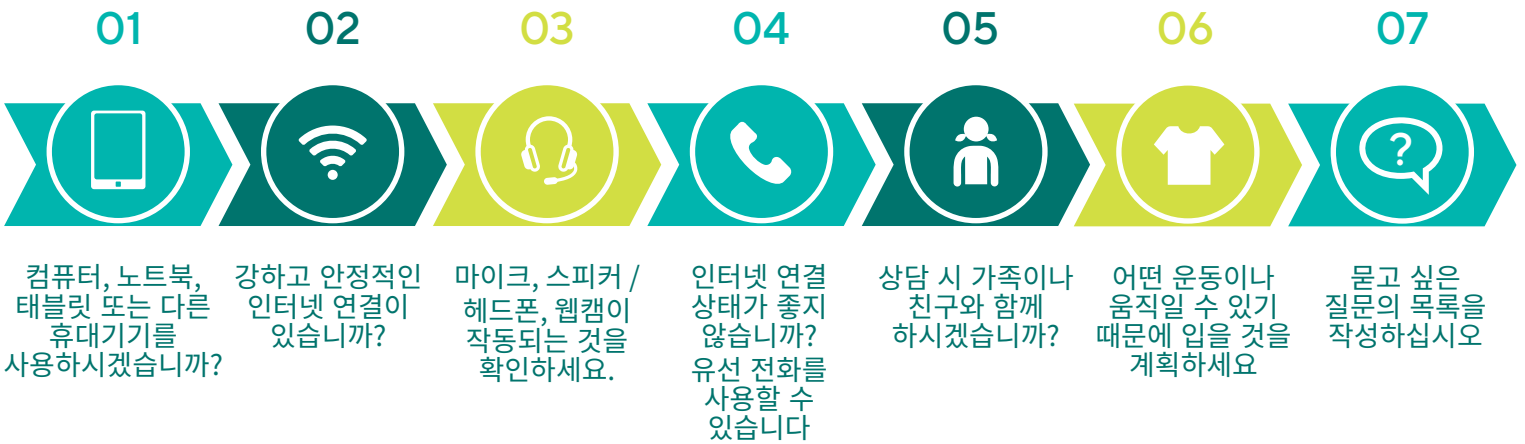 01
02
03
04
05
06
07
?
컴퓨터, 노트북,
태블릿 또는 다른
휴대기기를
사용하시겠습니까?
강하고 안정적인
인터넷 연결이
있습니까?
마이크, 스피커 /
헤드폰, 웹캠이
작동되는 것을
확인하세요.
인터넷 연결
상태가 좋지
않습니까?
유선 전화를
사용할 수
있습니다
상담 시 가족이나
친구와 함께
하시겠습니까?
어떤 운동이나
움직일 수 있기
때문에 입을 것을
계획하세요
묻고 싶은
질문의 목록을
작성하십시오